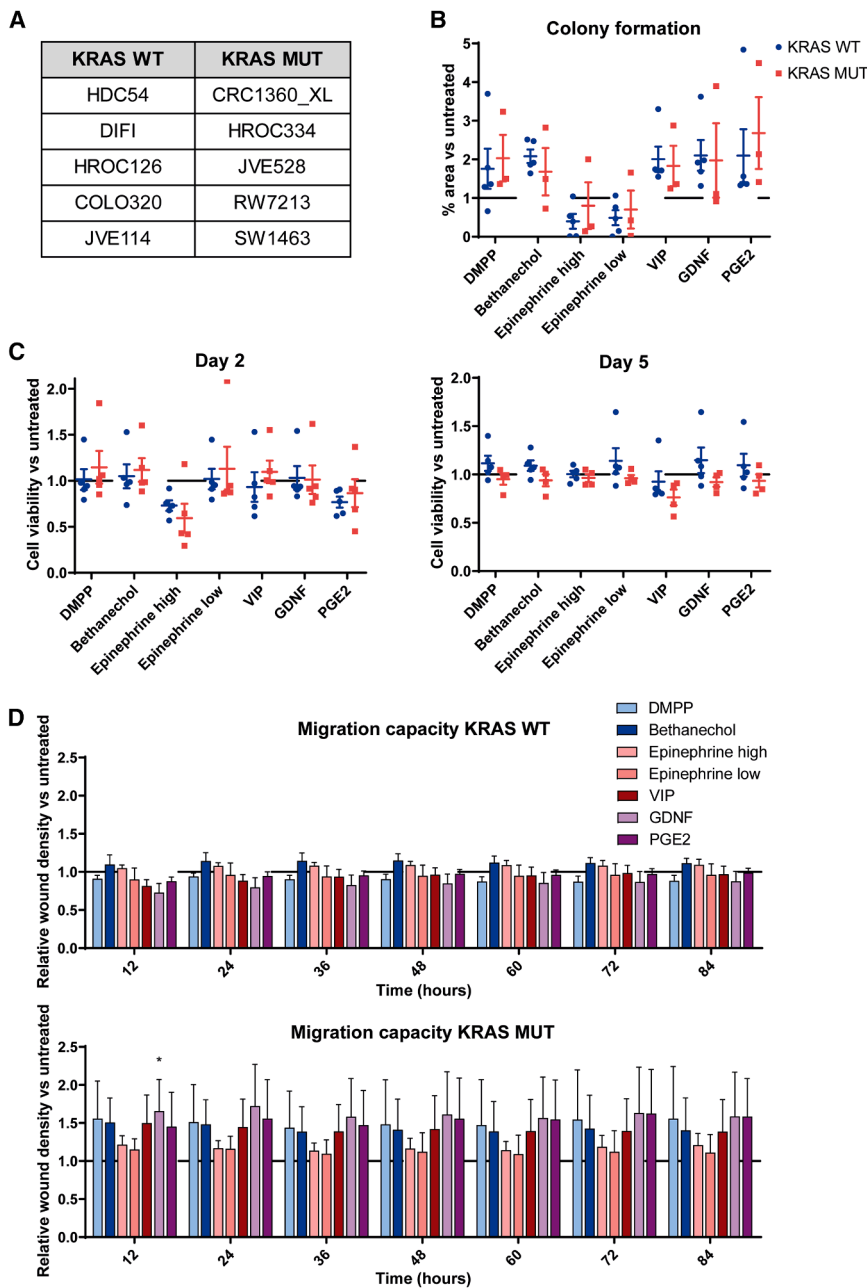 A
KRAS WT KRAS MUT
HDC54 CRC1360_XL
DIFI HROC334
HROC126 JVE528
COLO320 RW7213
JVE114 SW1463
B
Colony formation
KRAS WT
KRAS MUT
% area vs untreated
5
4
3
2
1
0
DMPP
Bethanechol
Epinephrine high
Epinephrine low
VIP
GDNF
PGE2
C
Day 2
Cell viability vs untreated
2.0
1.5
1.0
0.5
0.0
DMPP
Bethanechol
Epinephrine high
Epinephrine low
VIP
GDNF
PGE2
Day 5
Cell viability vs untreated
2.0
1.5
1.0
0.5
0.0
DMPP
Bethanechol
Epinephrine high
Epinephrine low
VIP
GDNF
PGE2
D
Migration capacity KRAS WT
DMPP
Bethanechol
Epinephrine high
Epinephrine low
VIP
GDNF
PGE2
Relative wound density vs untreated
2.5
2.0
1.5
1.0
0.5
0.0
12 24 36 48 60 72 84
Time (hours)
Migration capacity KRAS MUT
Relative wound density vs untreated
2.5
2.0
1.5
1.0
0.5
0.0
*
12 24 36 48 60 72 84
Time (hours)